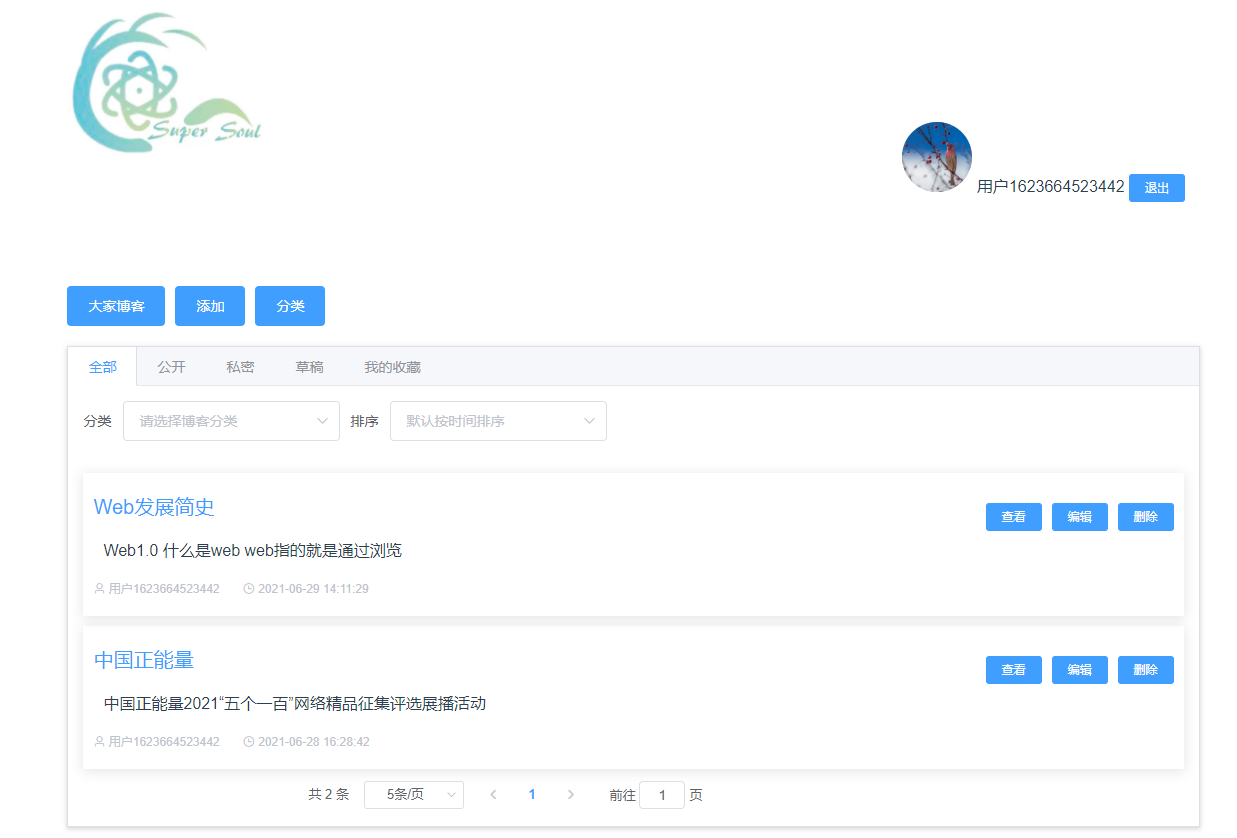 Super Soul
用户1623664523442 退出
大家博客 添加 分类
全部 公开 私密 草稿 我的收藏
分类 请选择博客分类 排序 默认按时间排序
Web发展简史 查看 编辑 删除
Web1.0 什么是web web指的就是通过浏览
用户1623664523442 2021-06-29 14:11:29
中国正能量 查看 编辑 删除
中国正能量2021“五个一百”网络精品征集评选展播活动
用户1623664523442 2021-06-28 16:28:42
共 2 条 5条/页 1 前往 1 页